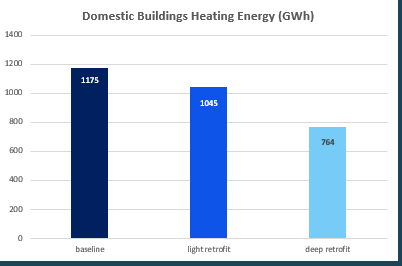 Domestic Buildings Heating Energy (GWh)
1400
1200
1000
800
600
400
200
0
1175
1045
764
baseline
light retrofit
deep retrofit